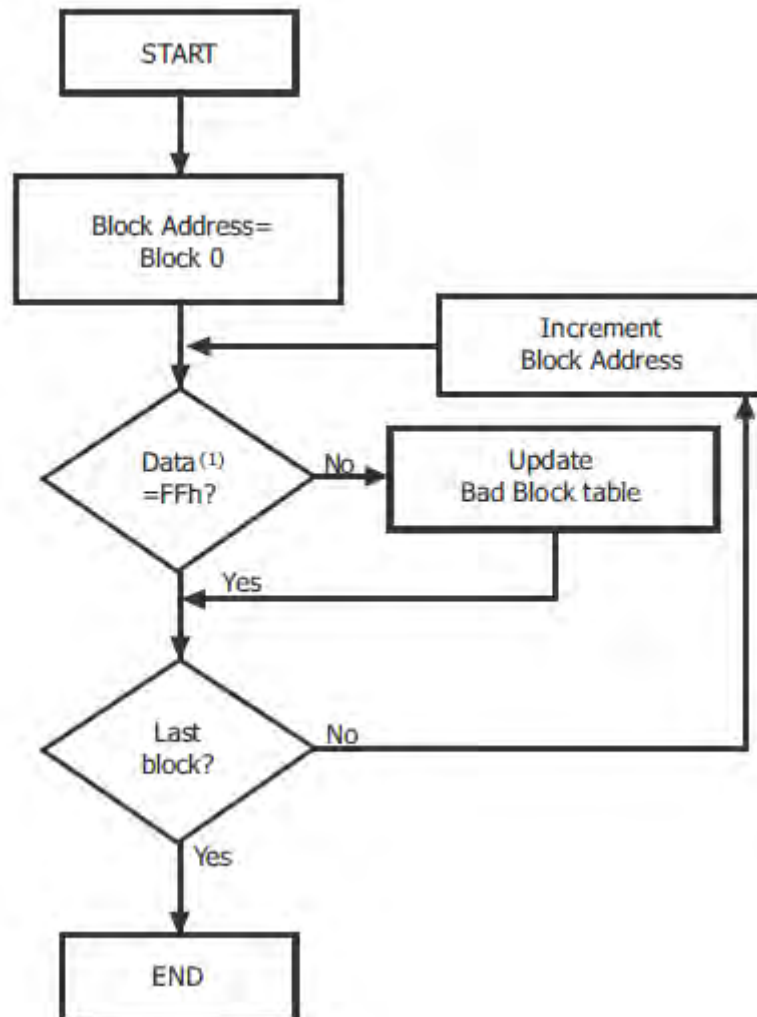 START
Block Address=
Block 0
Increment
Block Address
Data(1)
=FFh?
No
Update
Bad Block table
Yes
Last
block?
No
Yes
END